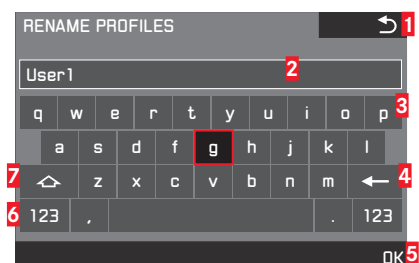 RENAME PROFILES 1
User1 2
q w e r t y u i o p 3
a s d f g h j k l
7 z x c v b n m 4
6 123 , . 123
OK 5